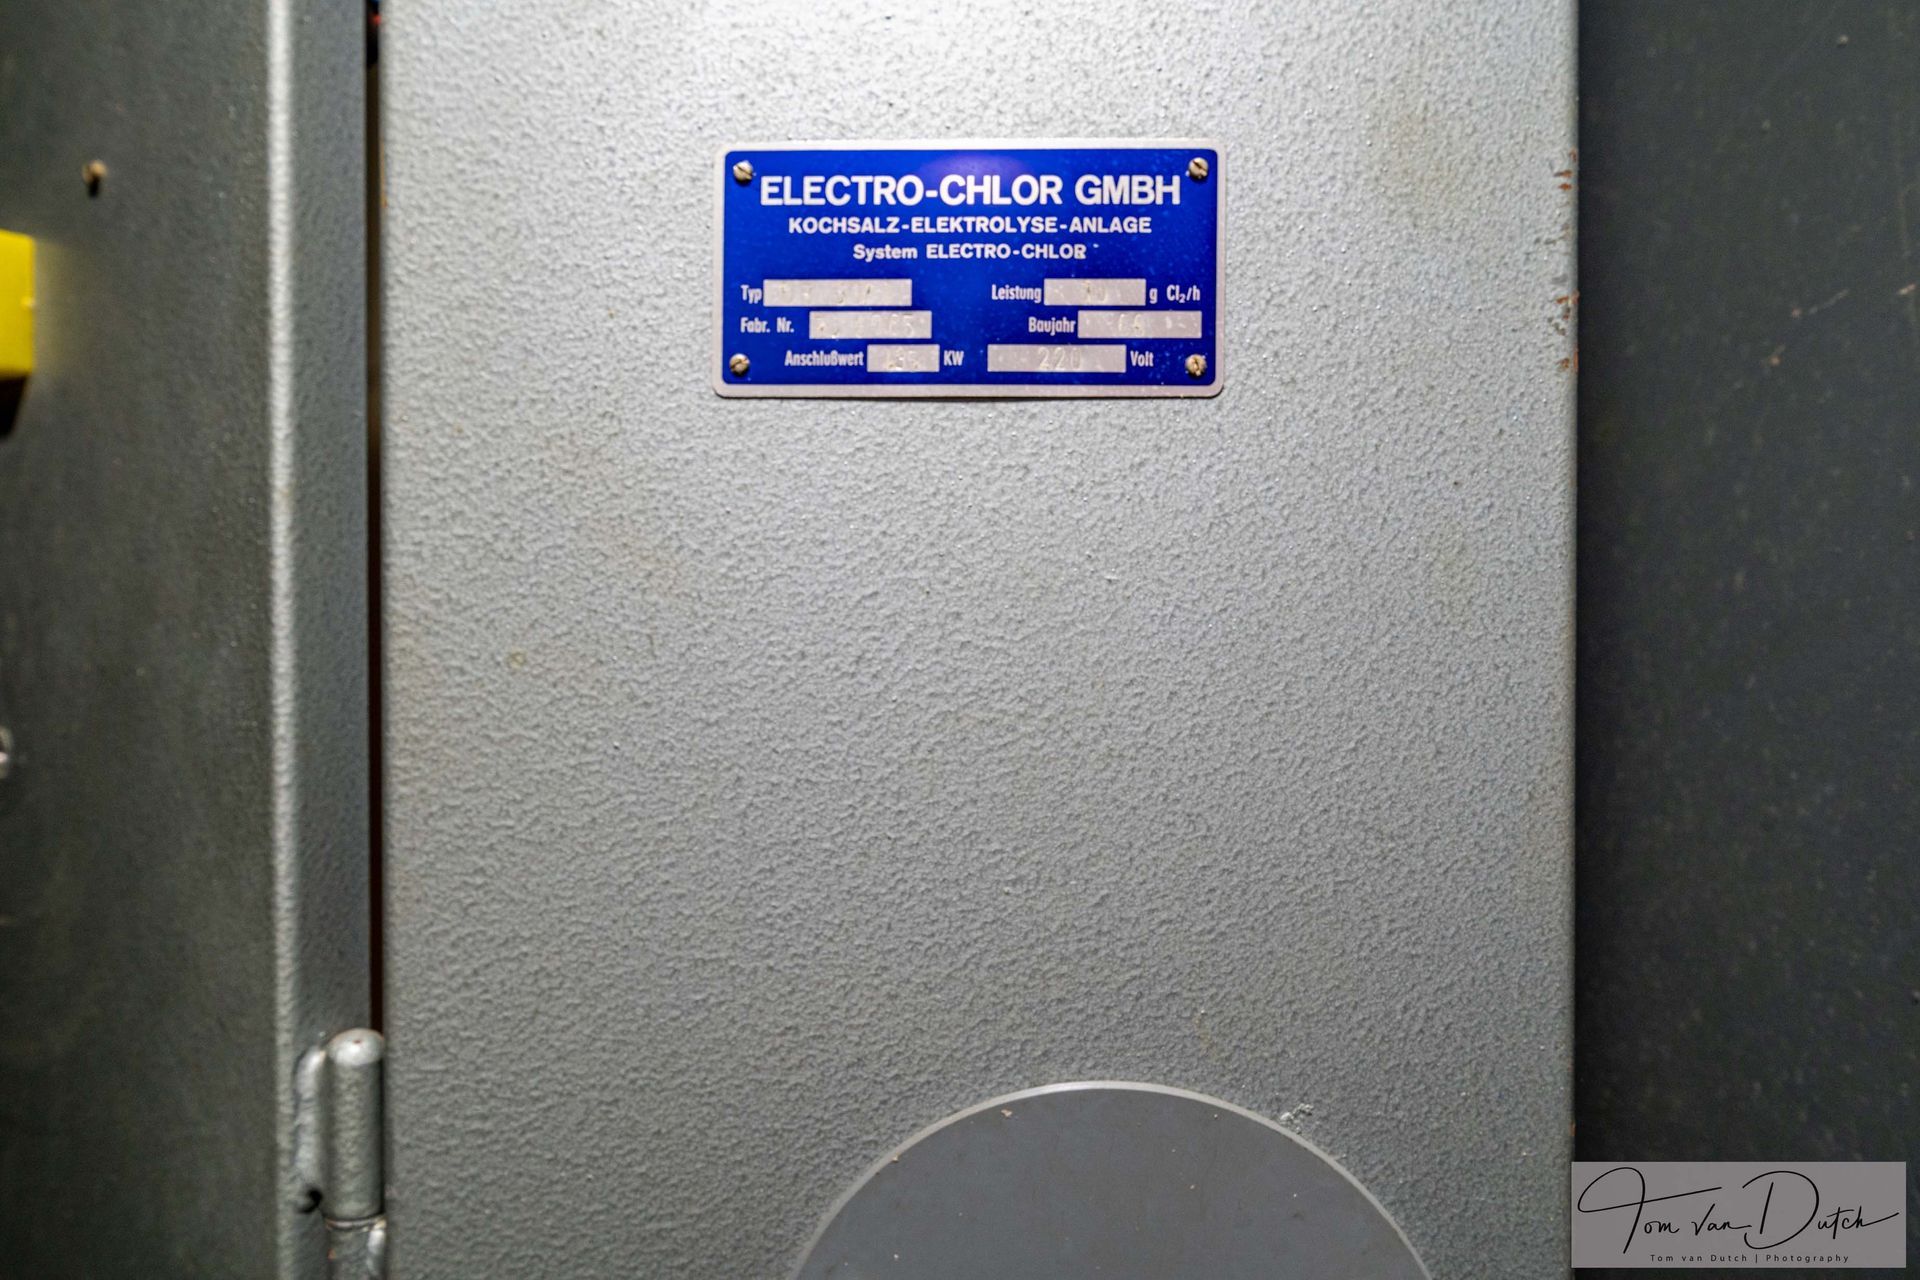 ELECTRO-CHLOR GMBH
KOCHSALZ-ELEKTROLYSE-ANLAGE
System ELECTRO-CHLOR
Typ Leistung g Cl₂/h
Fabr. Nr. Baujahr
Anschlußwert KW 220 Volt
Tom van Dutch
Tom van Dutch | Photography